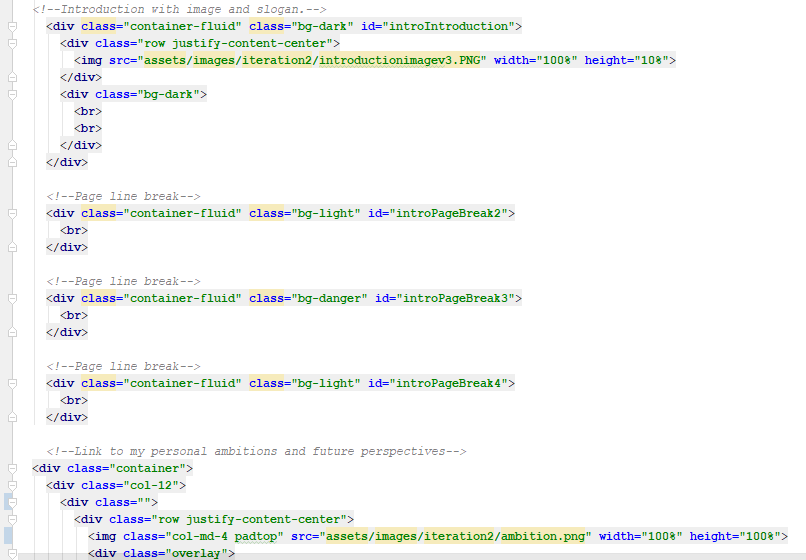 <!--Introduction with image and slogan.-->
<div class="container-fluid" class="bg-dark" id="introIntroduction">
<div class="row justify-content-center">
<img src="assets/images/iteration2/introductionimagev3.PNG" width="100%" height="10%">
</div>
<div class="bg-dark">
<br>
<br>
</div>
</div>
<!--Page line break-->
<div class="container-fluid" class="bg-light" id="introPageBreak2">
<br>
</div>
<!--Page line break-->
<div class="container-fluid" class="bg-danger" id="introPageBreak3">
<br>
</div>
<!--Page line break-->
<div class="container-fluid" class="bg-light" id="introPageBreak4">
<br>
</div>
<!--Link to my personal ambitions and future perspectives-->
<div class="container">
<div class="col-12">
<div class="">
<div class="row justify-content-center">
<img class="col-md-4 padtop" src="assets/images/iteration2/ambition.png" width="100%" height="100%">
<div class="overlay">